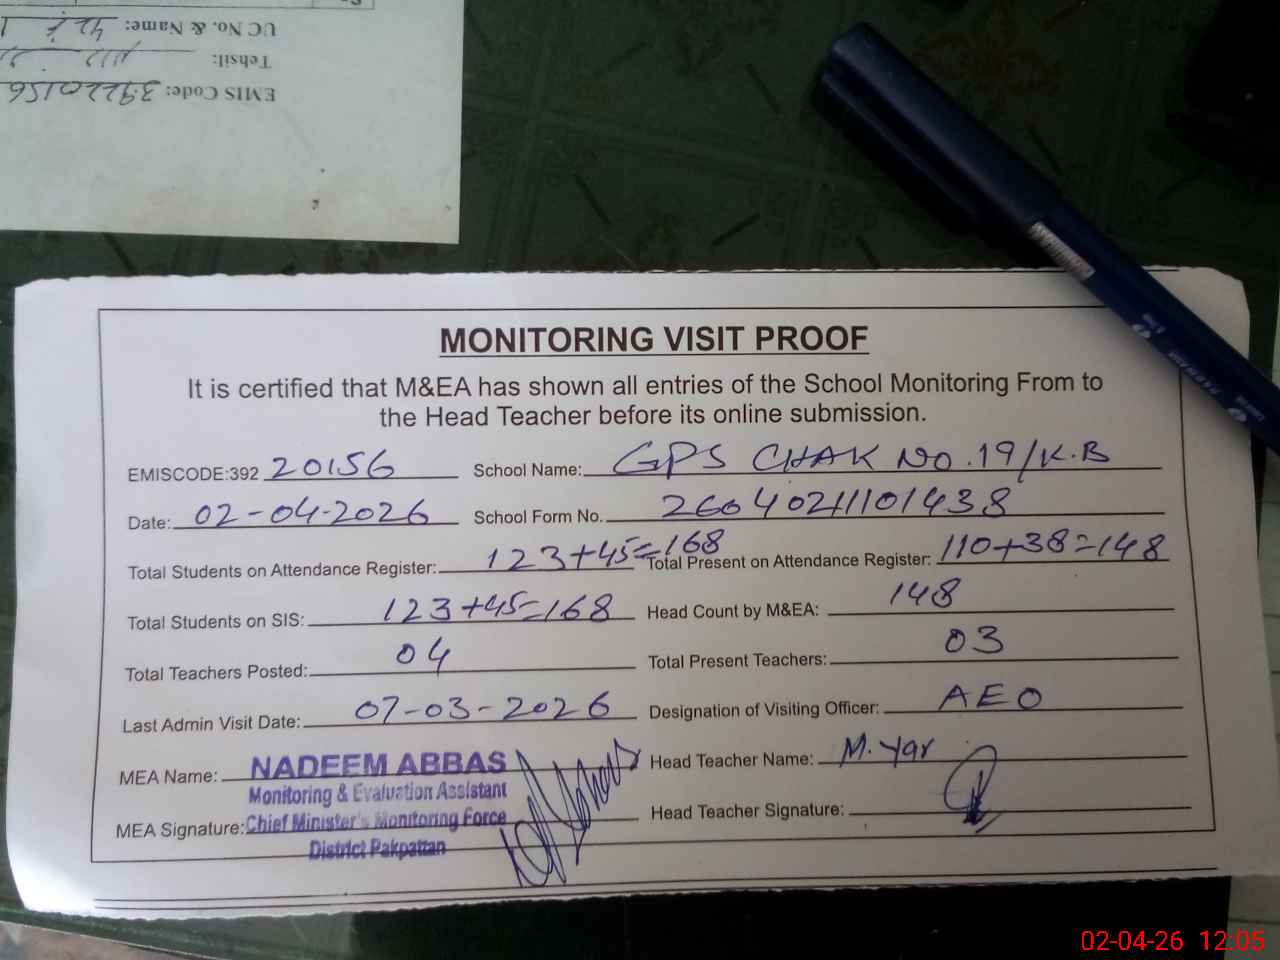 UC No. & Name: 42
Tehsil:
EMIS Code: 39220156
MONITORING VISIT PROOF
It is certified that M&EA has shown all entries of the School Monitoring From to
the Head Teacher before its online submission.
EMISCODE:392 20156 School Name: GPS CHAK No. 19/K.B
Date: 02-04-2026 School Form No.
Total Students on Attendance Register: 123+45=168 Total Present on Attendance Register: 110+38=148
Total Students on SIS: 123+45=168 Head Count by M&EA: 148
Total Teachers Posted: 04 Total Present Teachers: 03
Last Admin Visit Date: 07-03-2026 Designation of Visiting Officer: AEO
MEA Name: NADEEM ABBAS Head Teacher Name: M. Yar
Monitoring & Evaluation Assistant
MEA Signature: Chief Minister's Monitoring Force Head Teacher Signature:
District Pakpattan
02-04-26 12:05